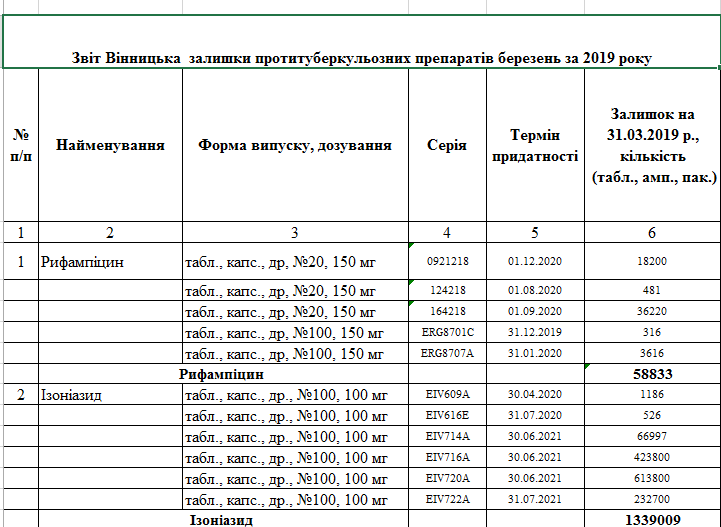 Звіт Вінницька залишки протитуберкульозних препаратів березень за 2019 року
№ п/п Найменування Форма випуску, дозування Серія Термін придатності Залишок на 31.03.2019 р., кількість (табл., амп., пак.)
1 2 3 4 5 6
1 Рифампіцин табл., капс., др, №20, 150 мг 0921218 01.12.2020 18200
табл., капс., др, №20, 150 мг 124218 01.08.2020 481
табл., капс., др, №20, 150 мг 164218 01.09.2020 36220
табл., капс., др, №100, 150 мг ERG8701C 31.12.2019 316
табл., капс., др, №100, 150 мг ERG8707A 31.01.2020 3616
Рифампіцин 58833
2 Ізоніазид табл., капс., др., №100, 100 мг EIV609A 30.04.2020 1186
табл., капс., др., №100, 100 мг EIV616E 31.07.2020 526
табл., капс., др., №100, 100 мг EIV714A 30.06.2021 66997
табл., капс., др., №100, 100 мг EIV716A 30.06.2021 423800
табл., капс., др., №100, 100 мг EIV720A 30.06.2021 613800
табл., капс., др., №100, 100 мг EIV722A 31.07.2021 232700
Ізоніазид 1339009